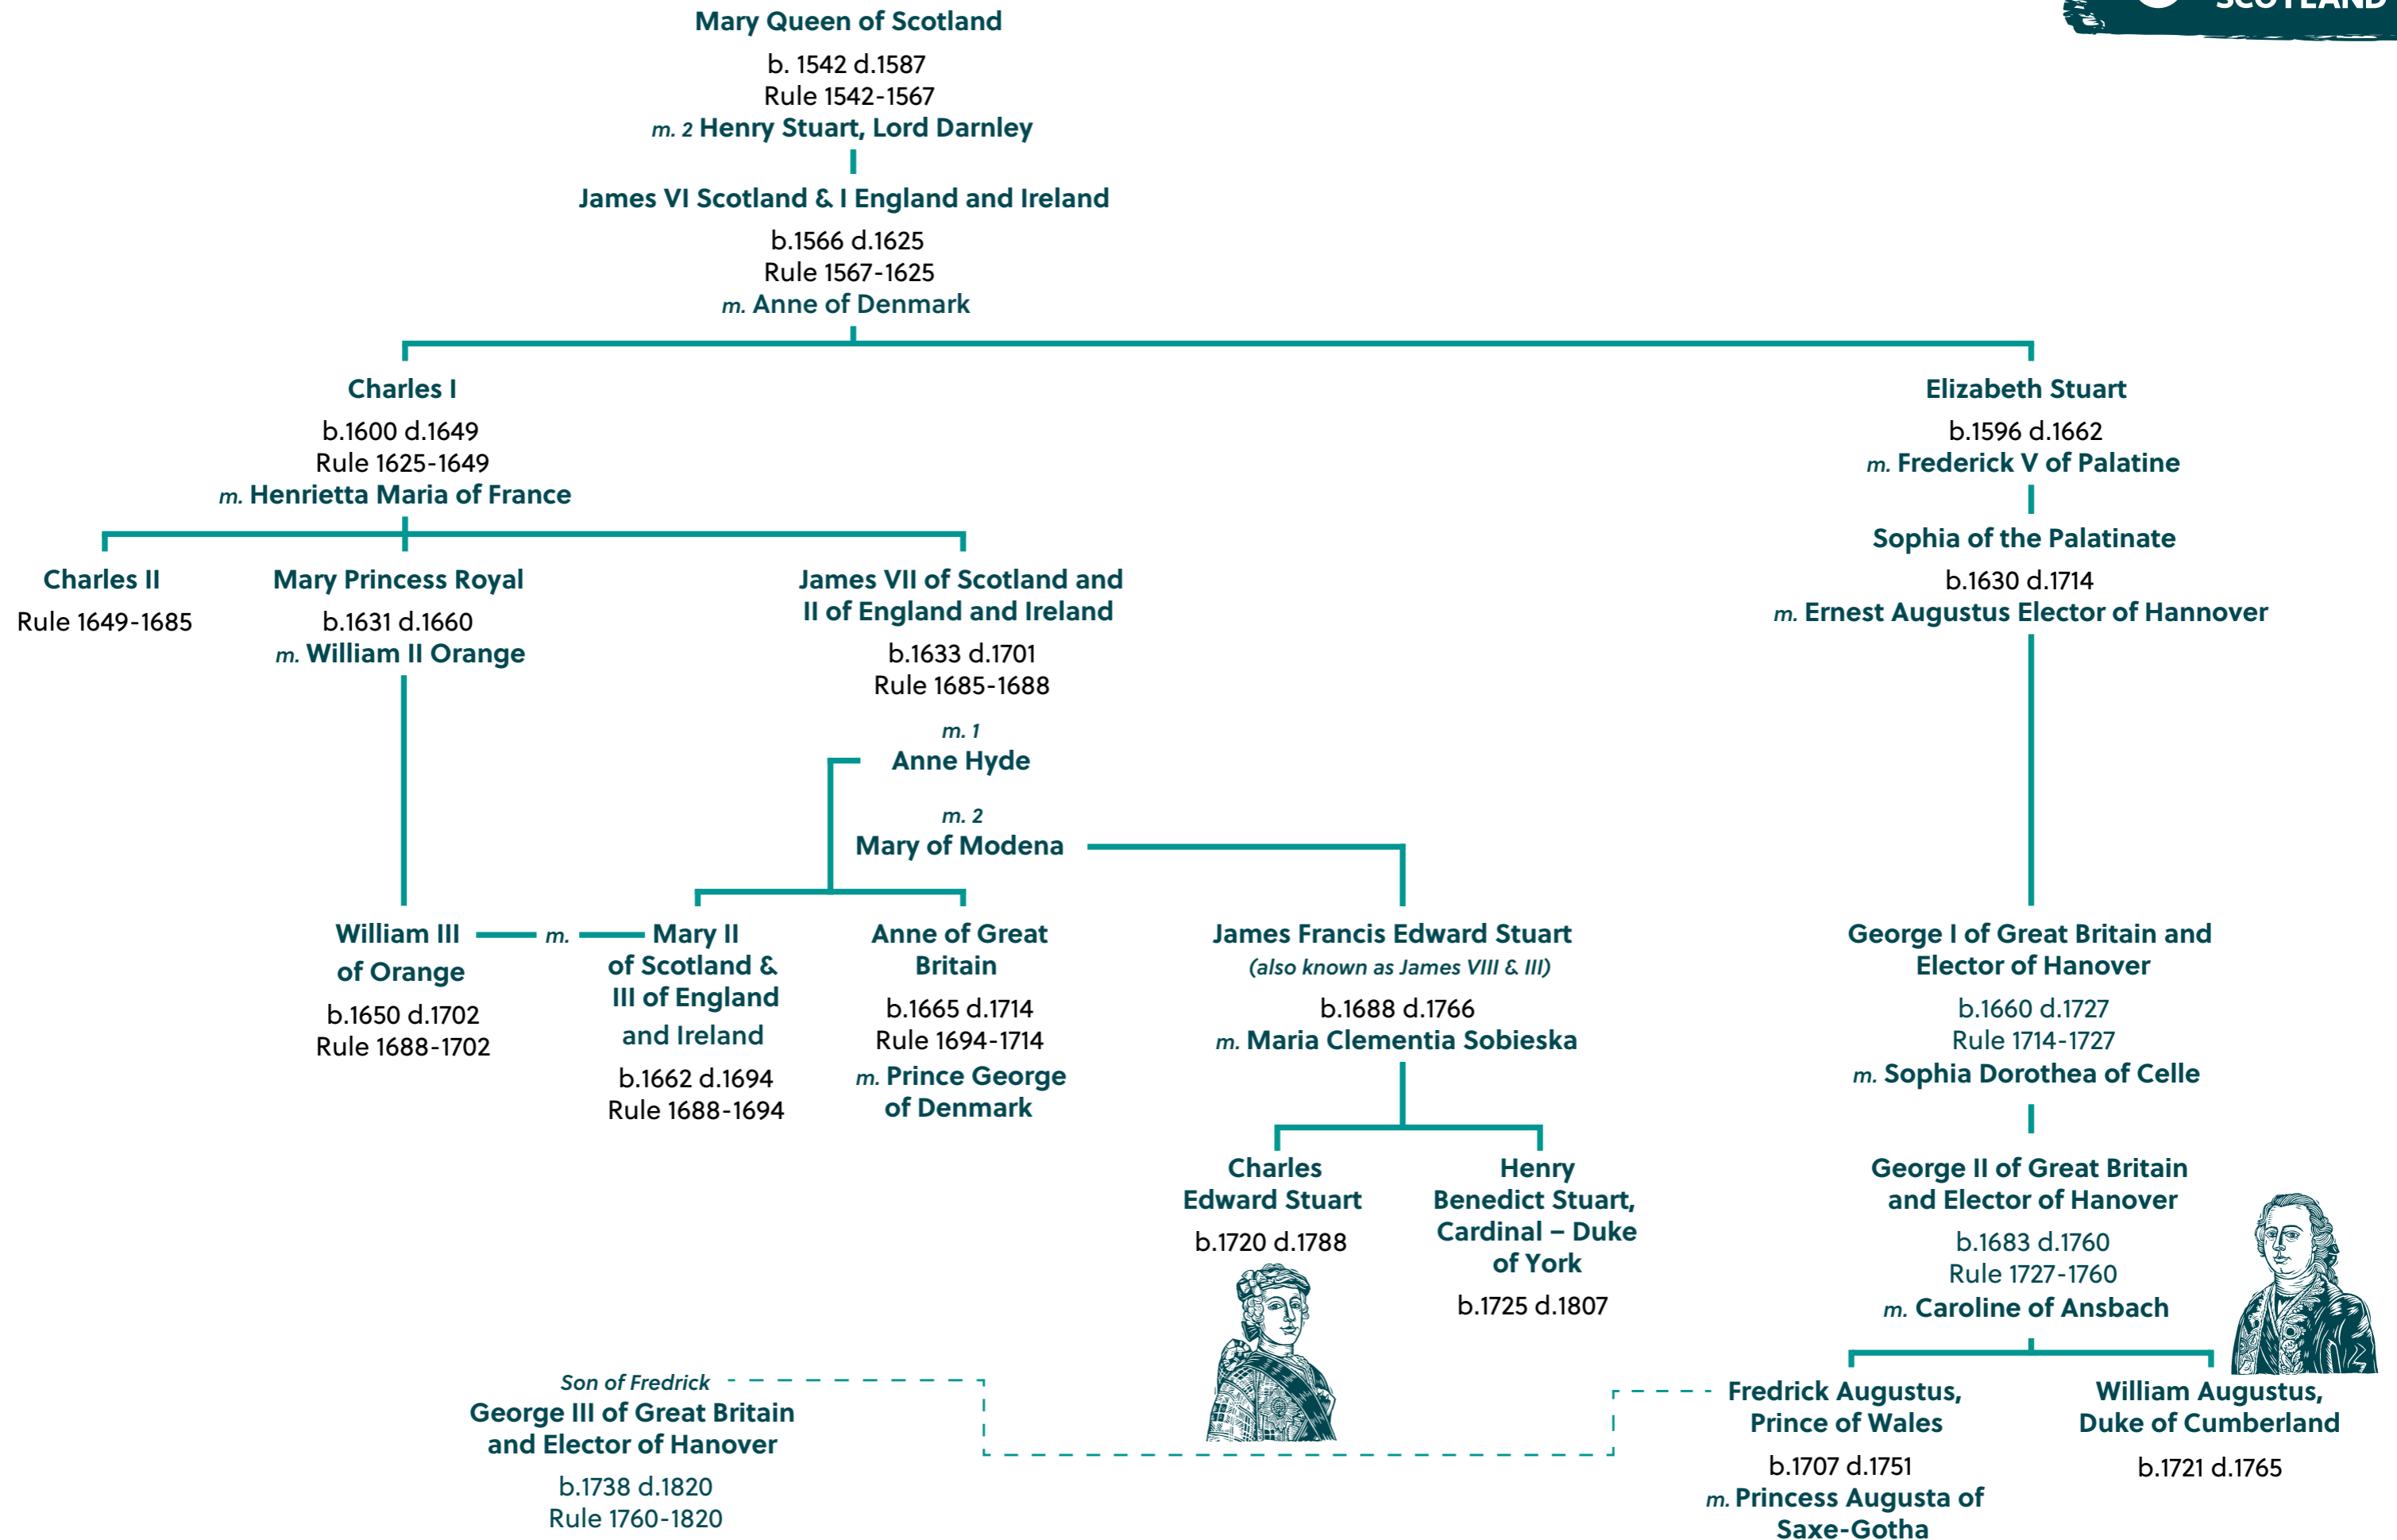 SCOTLAND
Mary Queen of Scotland
b. 1542 d.1587
Rule 1542-1567
m. 2 Henry Stuart, Lord Darnley
James VI Scotland & I England and Ireland
b.1566 d.1625
Rule 1567-1625
m. Anne of Denmark
Charles I
b.1600 d.1649
Rule 1625-1649
m. Henrietta Maria of France
Elizabeth Stuart
b.1596 d.1662
m. Frederick V of Palatine
Charles II
Rule 1649-1685
Mary Princess Royal
b.1631 d.1660
m. William II Orange
James VII of Scotland and
II of England and Ireland
b.1633 d.1701
Rule 1685-1688
m. 1
Anne Hyde
m. 2
Mary of Modena
Sophia of the Palatinate
b.1630 d.1714
m. Ernest Augustus Elector of Hannover
William III
of Orange
b.1650 d.1702
Rule 1688-1702
m.
Mary II
of Scotland &
III of England
and Ireland
b.1662 d.1694
Rule 1688-1694
Anne of Great
Britain
b.1665 d.1714
Rule 1694-1714
m. Prince George
of Denmark
James Francis Edward Stuart
(also known as James VIII & III)
b.1688 d.1766
m. Maria Clementia Sobieska
George I of Great Britain and
Elector of Hanover
b.1660 d.1727
Rule 1714-1727
m. Sophia Dorothea of Celle
Charles
Edward Stuart
b.1720 d.1788
Henry
Benedict Stuart,
Cardinal – Duke
of York
b.1725 d.1807
George II of Great Britain
and Elector of Hanover
b.1683 d.1760
Rule 1727-1760
m. Caroline of Ansbach
Son of Fredrick
George III of Great Britain
and Elector of Hanover
b.1738 d.1820
Rule 1760-1820
Fredrick Augustus,
Prince of Wales
b.1707 d.1751
m. Princess Augusta of
Saxe-Gotha
William Augustus,
Duke of Cumberland
b.1721 d.1765